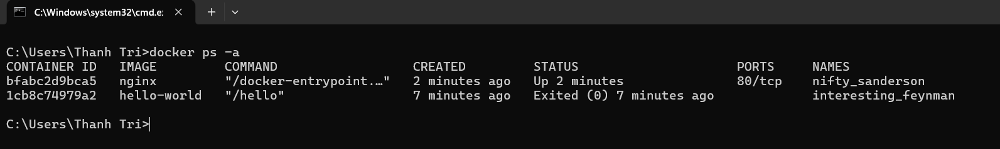 C:\Windows\system32\cmd.e
C:\Users\Thanh Tri>docker ps -a
CONTAINER ID IMAGE COMMAND CREATED STATUS PORTS NAMES
bfabc2d9bca5 nginx "/docker-entrypoint.…" 2 minutes ago Up 2 minutes 80/tcp nifty_sanderson
1cb8c74979a2 hello-world "/hello" 7 minutes ago Exited (0) 7 minutes ago interesting_feynman
C:\Users\Thanh Tri>